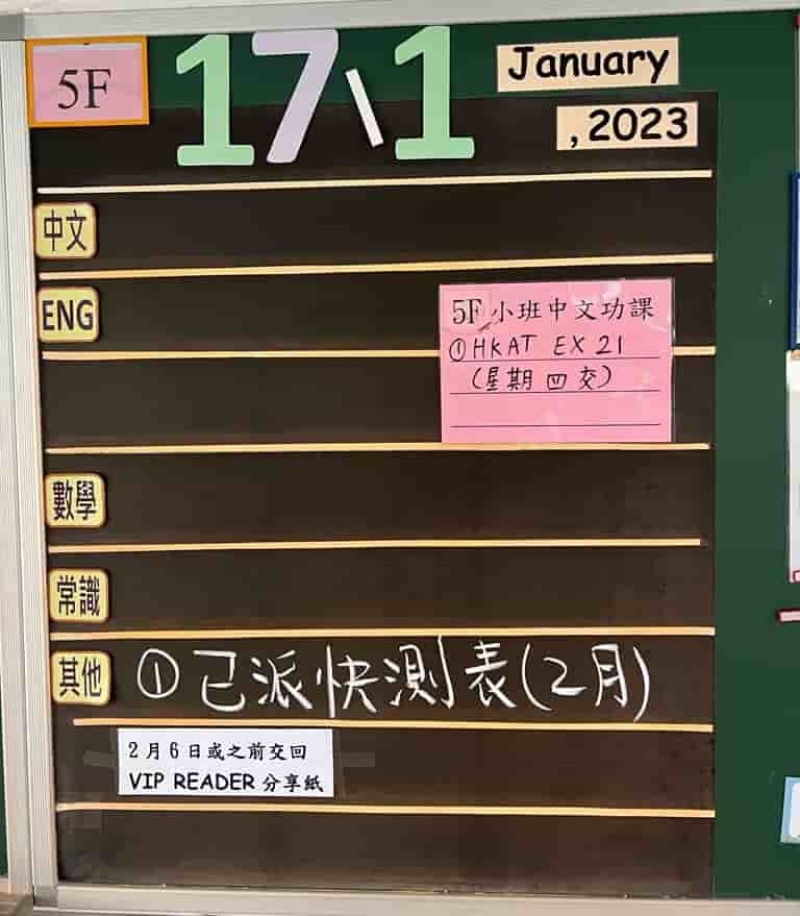 5F
17\1
January
, 2023
中文
ENG
5F 小班中文功課
① HKAT EX 21
(星期四交)
數學
常識
其他
① 已派快測表(2月)
2月6日或之前交回
VIP READER 分享紙